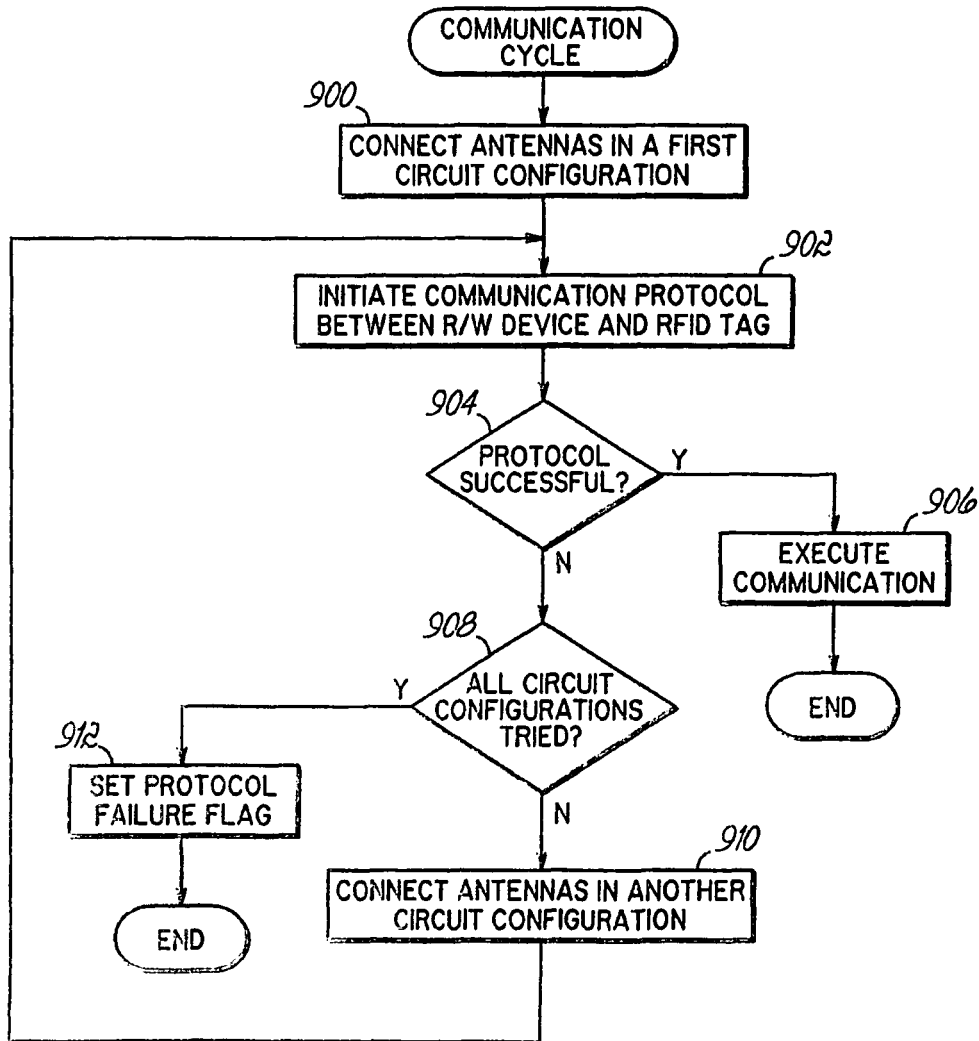 COMMUNICATION
CYCLE
900
CONNECT ANTENNAS IN A FIRST
CIRCUIT CONFIGURATION
902
INITIATE COMMUNICATION PROTOCOL
BETWEEN R/W DEVICE AND RFID TAG
904
PROTOCOL
SUCCESSFUL?
Y
N
906
EXECUTE
COMMUNICATION
END
908
ALL CIRCUIT
CONFIGURATIONS
TRIED?
Y
N
912
SET PROTOCOL
FAILURE FLAG
END
910
CONNECT ANTENNAS IN ANOTHER
CIRCUIT CONFIGURATION